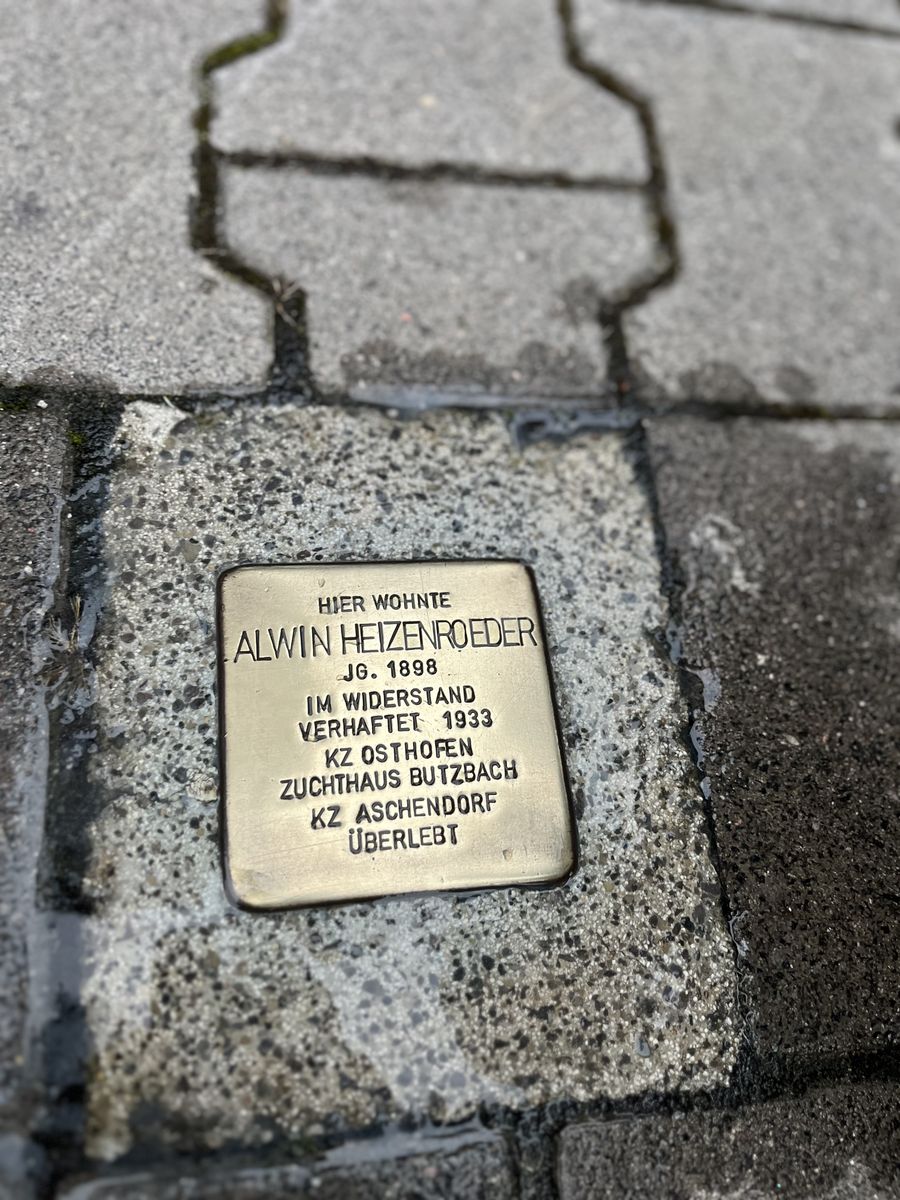 HIER WOHNTE
ALWIN HEIZENROEDER
JG. 1898
IM WIDERSTAND
VERHAFTET 1933
KZ OSTHOFEN
ZUCHTHAUS BUTZBACH
KZ ASCHENDORF
ÜBERLEBT